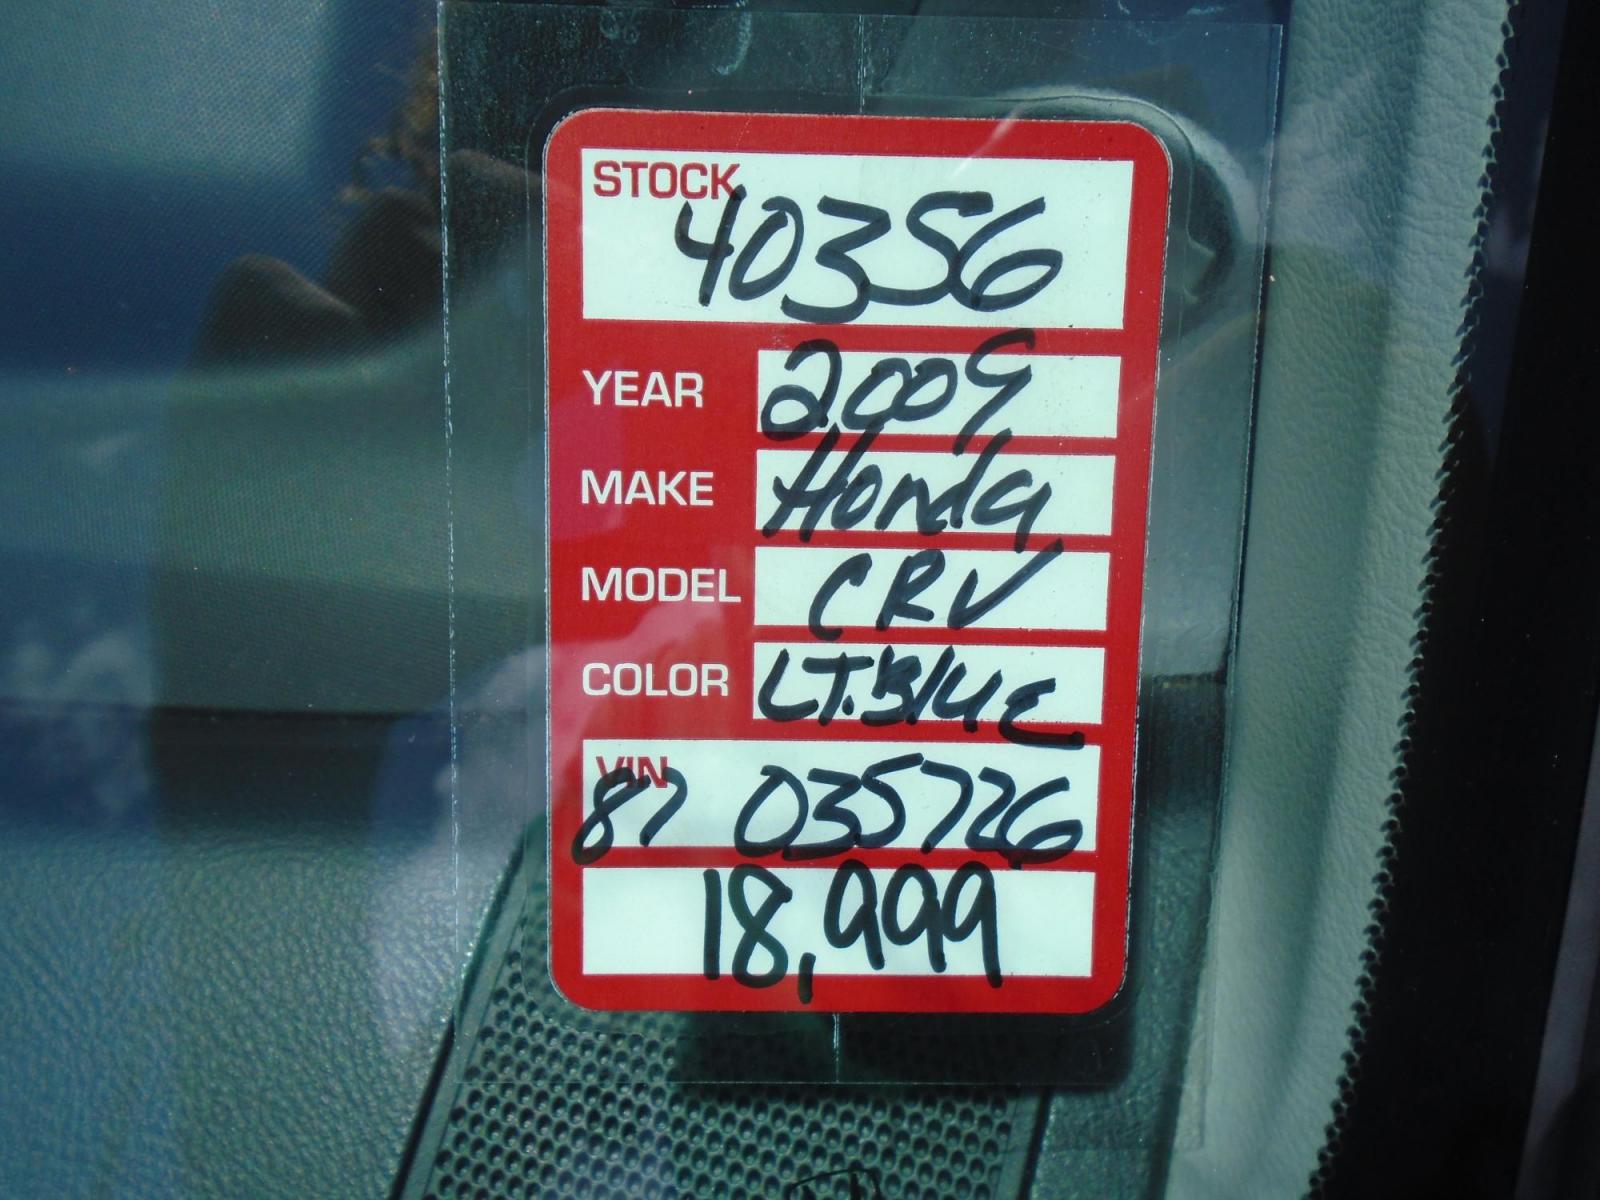 STOCK
40356
YEAR 2009
MAKE Honda
MODEL CRV
COLOR LT. Blue
VIN
87 035726
18,999